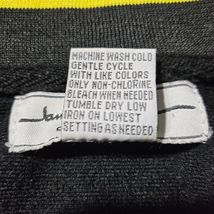 MACHINE WASH COLD
GENTLE CYCLE
WITH LIKE COLORS
ONLY NON-CHLORINE
BLEACH WHEN NEEDED
TUMBLE DRY LOW
IRON ON LOWEST
SETTING AS NEEDED